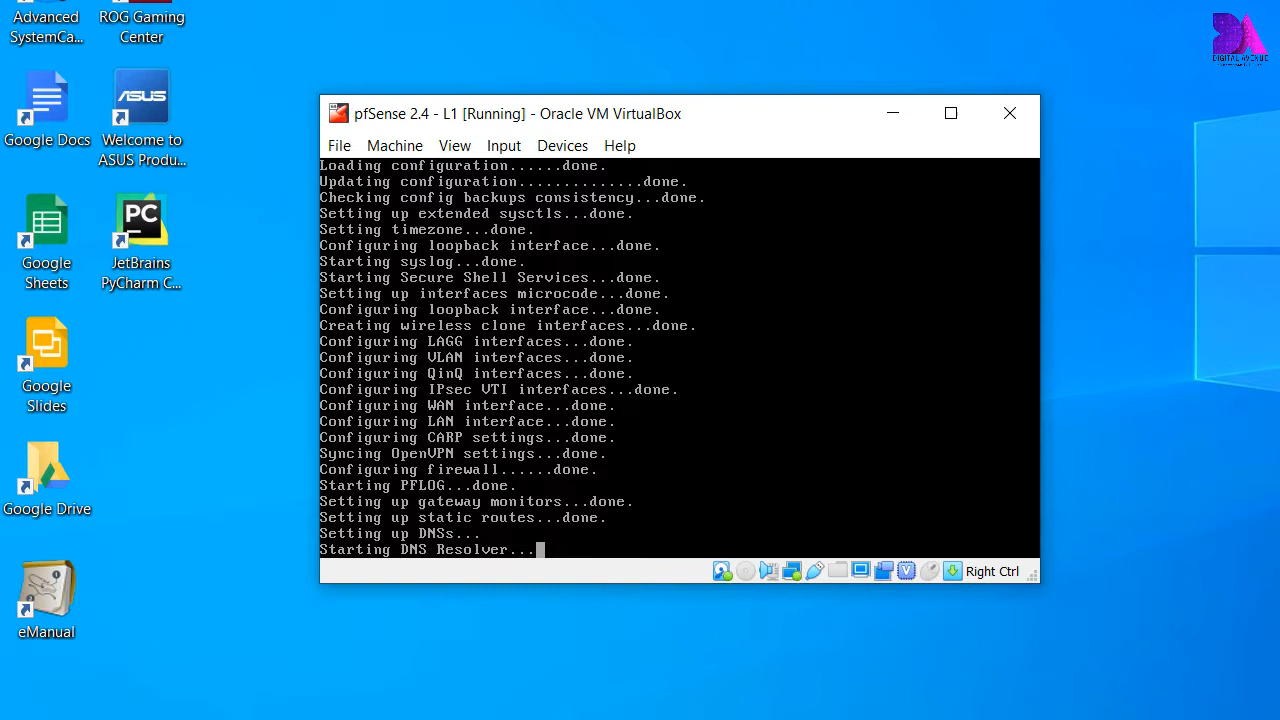 Advanced
SystemCa...
ROG Gaming
Center
Google Docs
ASUS
Welcome to
ASUS Produ...
Google
Sheets
PC
JetBrains
PyCharm C...
Google
Slides
Google Drive
eManual
DIGITAL AVENUE
pfSense 2.4 - L1 [Running] - Oracle VM VirtualBox
File Machine View Input Devices Help
Loading configuration......done.
Updating configuration..............done.
Checking config backups consistency...done.
Setting up extended sysctls...done.
Setting timezone...done.
Configuring loopback interface...done.
Starting syslog...done.
Starting Secure Shell Services...done.
Setting up interfaces microcode...done.
Configuring loopback interface...done.
Creating wireless clone interfaces...done.
Configuring LAGG interfaces...done.
Configuring VLAN interfaces...done.
Configuring QinQ interfaces...done.
Configuring IPsec VTI interfaces...done.
Configuring WAN interface...done.
Configuring LAN interface...done.
Configuring CARP settings...done.
Syncing OpenVPN settings...done.
Configuring firewall......done.
Starting PFLOG...done.
Setting up gateway monitors...done.
Setting up static routes...done.
Setting up DNSs...
Starting DNS Resolver...
Right Ctrl